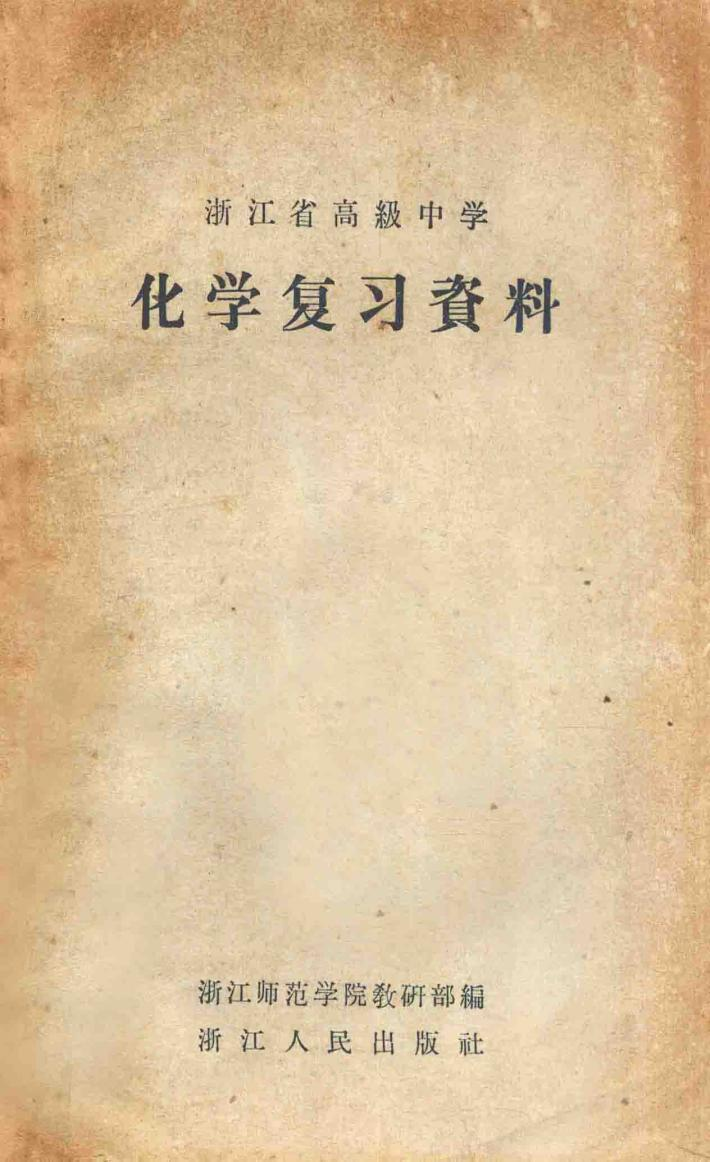 浙江省高級中学
化学复习資料
浙江师范学院教研部編
浙江人民出版社